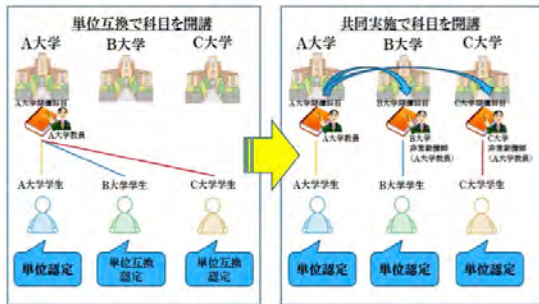 単位互換で科目を開講
A大学
B大学
C大学
A大学開講科目
A大学教員
A大学学生
B大学学生
C大学学生
単位認定
単位互換
認定
単位互換
認定
共同実施で科目を開講
A大学
B大学
C大学
A大学開講科目
B大学開講科目
C大学開講科目
A大学教員
B大学
非常勤講師
(A大学教員)
C大学
非常勤講師
(A大学教員)
A大学学生
B大学学生
C大学学生
単位認定
単位認定
単位認定